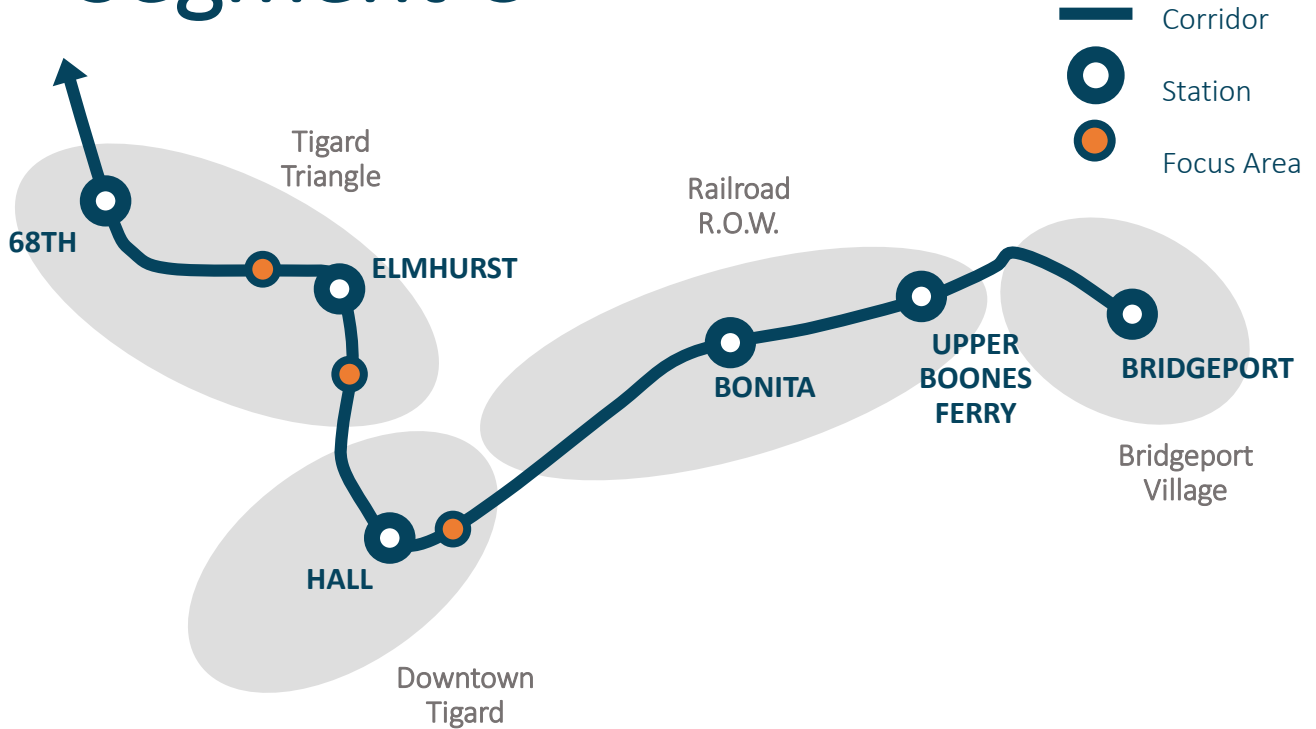 Corridor
Station
Focus Area
Tigard
Triangle
Railroad
R.O.W.
68TH
ELMHURST
UPPER
BOONES
FERRY
BONITA
BRIDGEPORT
Bridgeport
Village
HALL
Downtown
Tigard